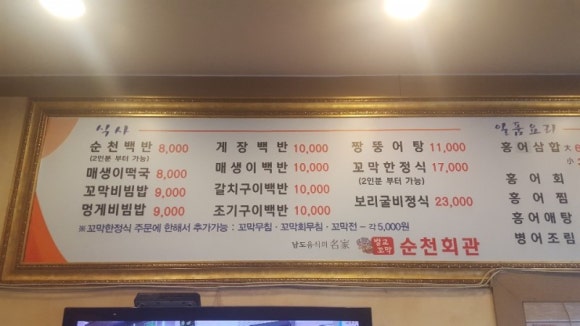 식사
순천백반 8,000
(2인분 부터 가능)
매생이떡국 8,000
꼬막비빔밥 9,000
멍게비빔밥 9,000
게장백반 10,000
매생이백반 10,000
갈치구이백반 10,000
조기구이백반 10,000
짱뚱어탕 11,000
꼬막한정식 17,000
(2인분 부터 가능)
보리굴비정식 23,000
※꼬막한정식 주문에 한해서 추가가능 : 꼬막무침 · 꼬막회무침 · 꼬막전 - 각 5,000원
남도음식의 名家
벌교
꼬막
순천회관
일품요리
홍어삼합 大
小
홍어회
홍어찜
홍어애탕
병어조림